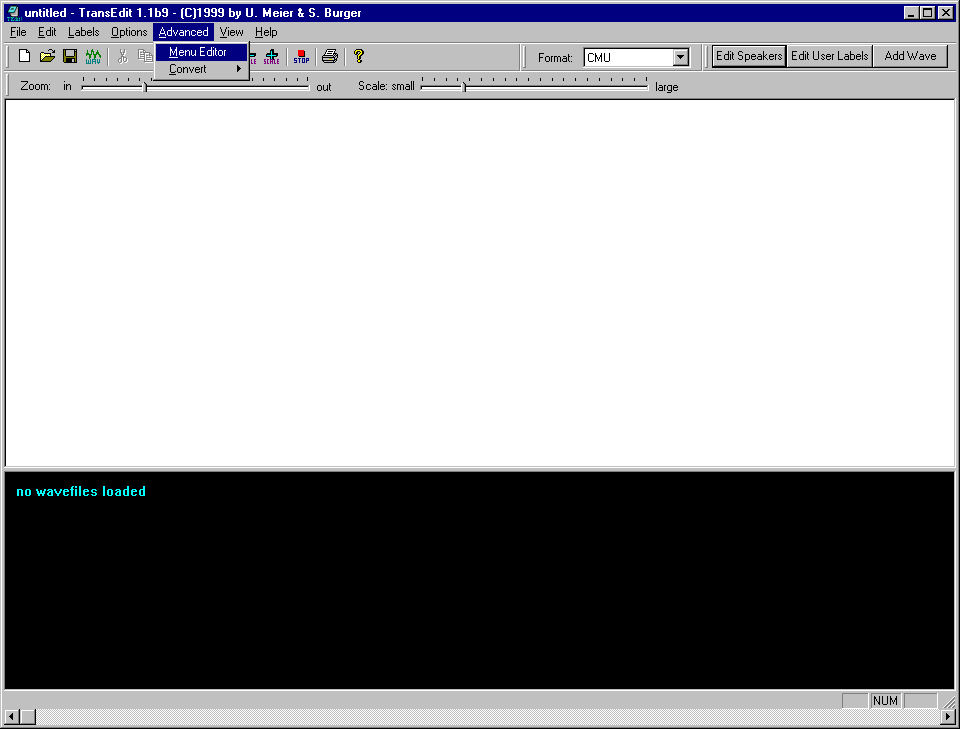 untitled - TransEdit 1.1b9 - (C)1999 by U. Meier & S. Burger
File Edit Labels Options Advanced View Help
Menu Editor
Convert
WAV SCALE STOP Format: CMU Edit Speakers Edit User Labels Add Wave
Zoom: in out Scale: small large
no wavefiles loaded
NUM